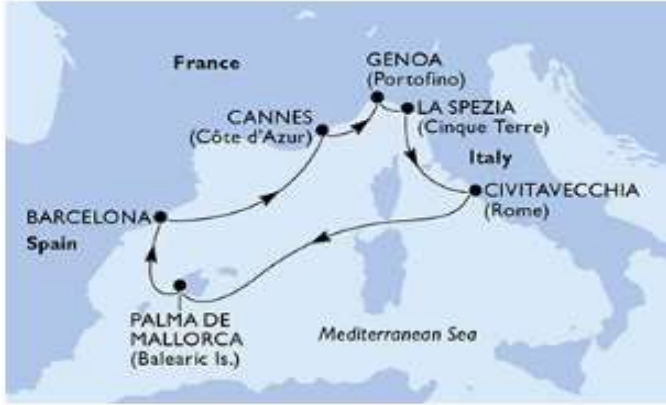 France
GENOA
(Portofino)
CANNES
(Côte d'Azur)
LA SPEZIA
(Cinque Terre)
Italy
CIVITAVECCHIA
(Rome)
BARCELONA
Spain
PALMA DE
MALLORCA
(Balearic Is.)
Mediterranean Sea